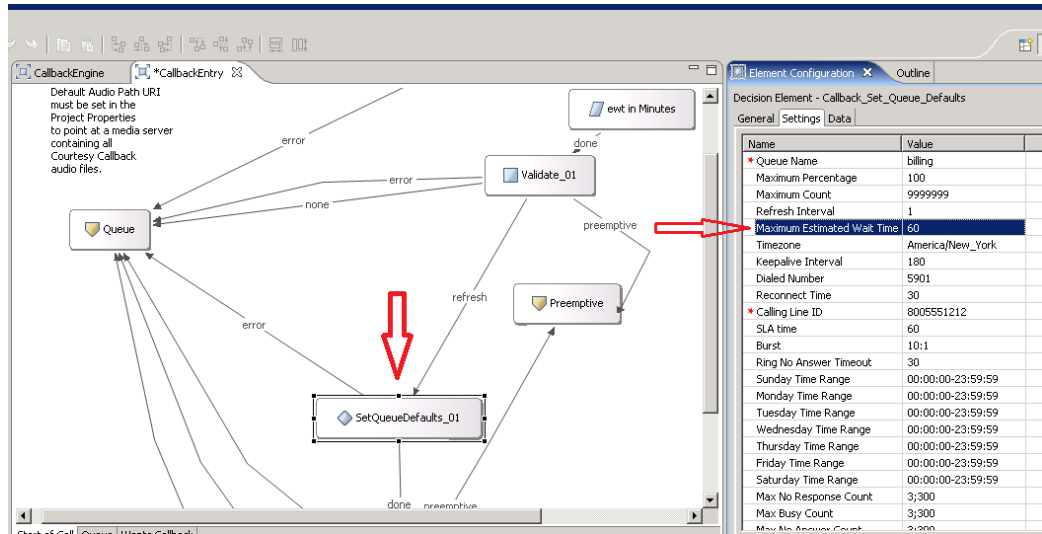 CallbackEngine
*CallbackEntry
Default Audio Path URI
must be set in the
Project Properties
to point at a media server
containing all
Courtesy Callback
audio files.
ewt in Minutes
error
done
Validate_01
error
none
Queue
preemptive
refresh
Preemptive
error
SetQueueDefaults_01
done
preemptive
Start of Call Queue Wants Callback
Element Configuration Outline
Decision Element - Callback_Set_Queue_Defaults
General Settings Data
Name Value
* Queue Name billing
Maximum Percentage 100
Maximum Count 9999999
Refresh Interval 1
Maximum Estimated Wait Time 60
Timezone America/New_York
Keepalive Interval 180
Dialed Number 5901
Reconnect Time 30
* Calling Line ID 8005551212
SLA time 60
Burst 10:1
Ring No Answer Timeout 30
Sunday Time Range 00:00:00-23:59:59
Monday Time Range 00:00:00-23:59:59
Tuesday Time Range 00:00:00-23:59:59
Wednesday Time Range 00:00:00-23:59:59
Thursday Time Range 00:00:00-23:59:59
Friday Time Range 00:00:00-23:59:59
Saturday Time Range 00:00:00-23:59:59
Max No Response Count 3;300
Max Busy Count 3;300
Max No Answer Count 3;300